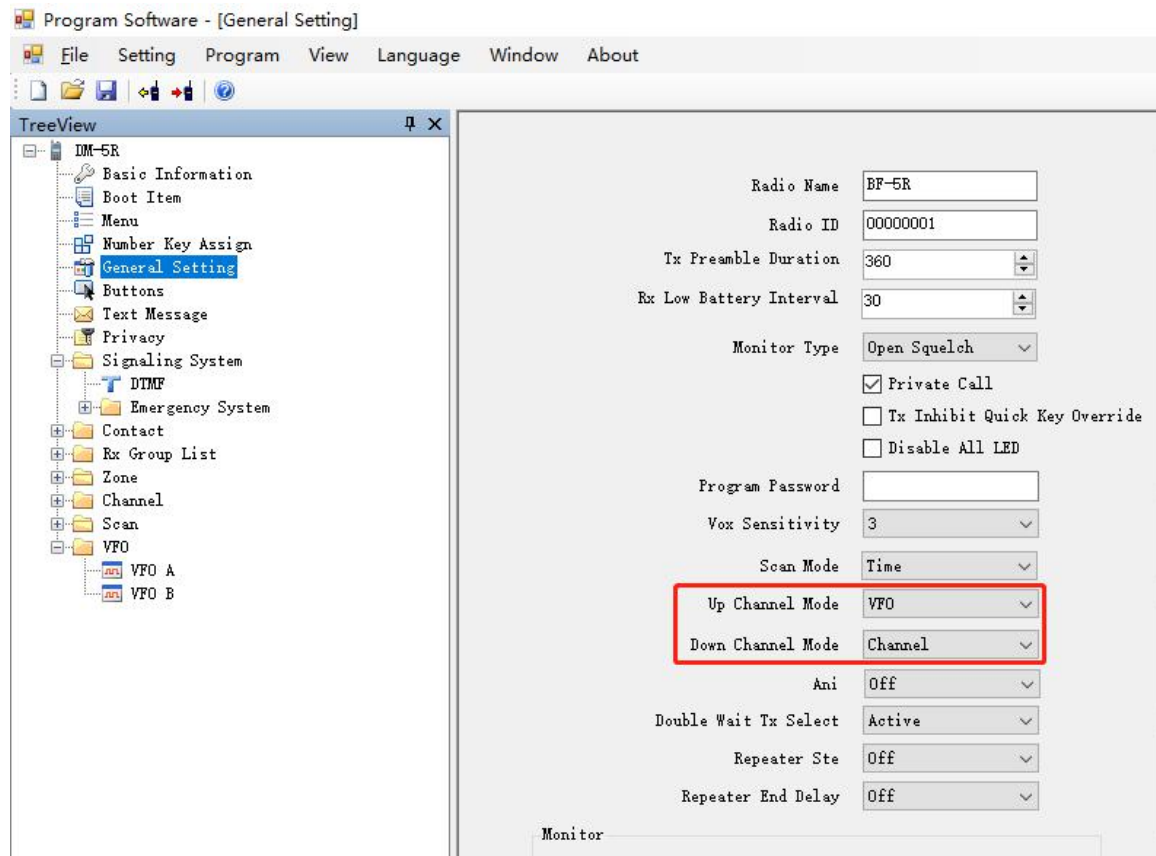 Program Software - [General Setting]
File Setting Program View Language Window About
TreeView
DM-5R
Basic Information
Boot Item
Menu
Number Key Assign
General Setting
Buttons
Text Message
Privacy
Signaling System
DTMF
Emergency System
Contact
Rx Group List
Zone
Channel
Scan
VFO
VFO A
VFO B
Radio Name BF-5R
Radio ID 00000001
Tx Preamble Duration 360
Rx Low Battery Interval 30
Monitor Type Open Squelch
Private Call
Tx Inhibit Quick Key Override
Disable All LED
Program Password
Vox Sensitivity 3
Scan Mode Time
Up Channel Mode VFO
Down Channel Mode Channel
Ani Off
Double Wait Tx Select Active
Repeater Ste Off
Repeater End Delay Off
Monitor